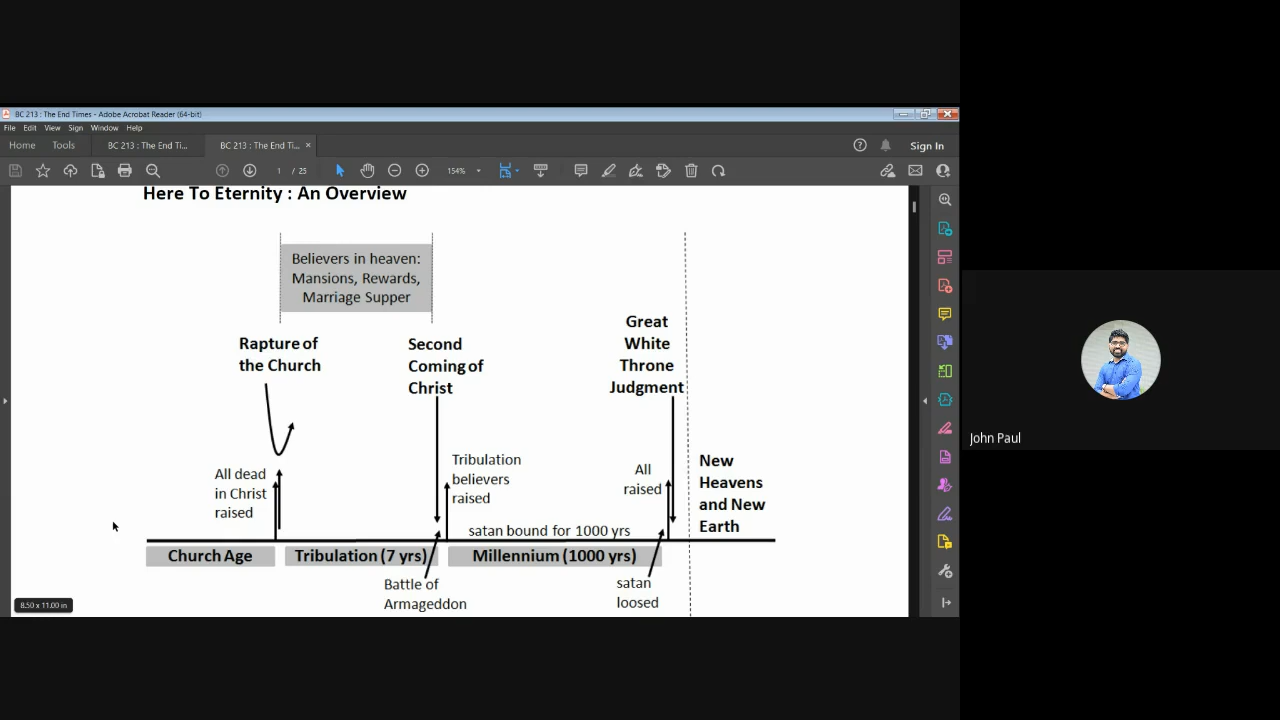 BC 213 : The End Times - Adobe Acrobat Reader (64-bit)
File Edit View Sign Window Help
Home Tools BC 213 : The End Ti... BC 213 : The End Ti... × Sign In
1 / 25 154%
Here To Eternity : An Overview
Believers in heaven:
Mansions, Rewards,
Marriage Supper
Rapture of
the Church
Second
Coming of
Christ
Great
White
Throne
Judgment
All dead
in Christ
raised
Tribulation
believers
raised
All
raised
New
Heavens
and New
Earth
satan bound for 1000 yrs
Church Age
Tribulation (7 yrs)
Millennium (1000 yrs)
Battle of
Armageddon
satan
loosed
8.50 x 11.00 in
John Paul